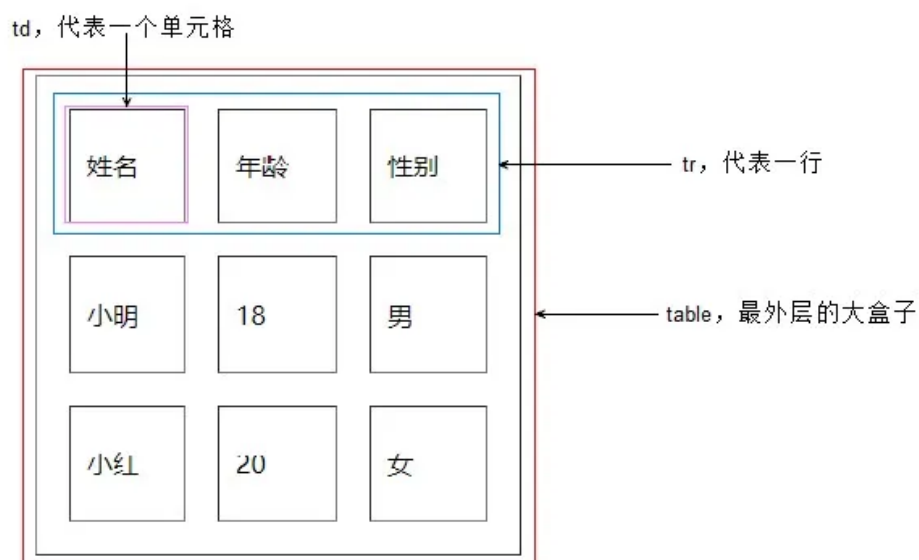 td，代表一个单元格
姓名 年龄 性别
tr，代表一行
小明 18 男
table，最外层的大盒子
小红 20 女